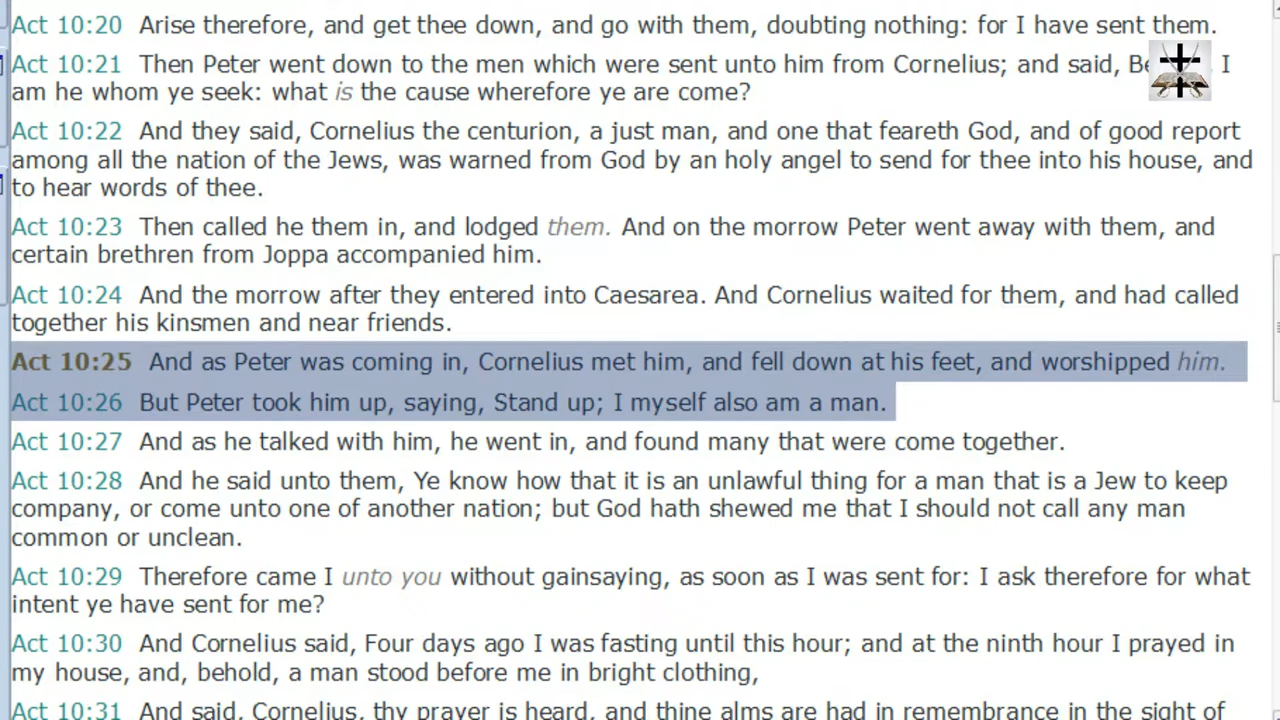 Act 10:20 Arise therefore, and get thee down, and go with them, doubting nothing: for I have sent them.
Act 10:21 Then Peter went down to the men which were sent unto him from Cornelius; and said, I
am he whom ye seek: what is the cause wherefore ye are come?
Act 10:22 And they said, Cornelius the centurion, a just man, and one that feareth God, and of good report
among all the nation of the Jews, was warned from God by an holy angel to send for thee into his house, and
to hear words of thee.
Act 10:23 Then called he them in, and lodged them. And on the morrow Peter went away with them, and
certain brethren from Joppa accompanied him.
Act 10:24 And the morrow after they entered into Caesarea. And Cornelius waited for them, and had called
together his kinsmen and near friends.
Act 10:25 And as Peter was coming in, Cornelius met him, and fell down at his feet, and worshipped him.
Act 10:26 But Peter took him up, saying, Stand up; I myself also am a man.
Act 10:27 And as he talked with him, he went in, and found many that were come together.
Act 10:28 And he said unto them, Ye know how that it is an unlawful thing for a man that is a Jew to keep
company, or come unto one of another nation; but God hath shewed me that I should not call any man
common or unclean.
Act 10:29 Therefore came I unto you without gainsaying, as soon as I was sent for: I ask therefore for what
intent ye have sent for me?
Act 10:30 And Cornelius said, Four days ago I was fasting until this hour; and at the ninth hour I prayed in
my house, and, behold, a man stood before me in bright clothing,
Act 10:31 And said, Cornelius, thy prayer is heard, and thine alms are had in remembrance in the sight of